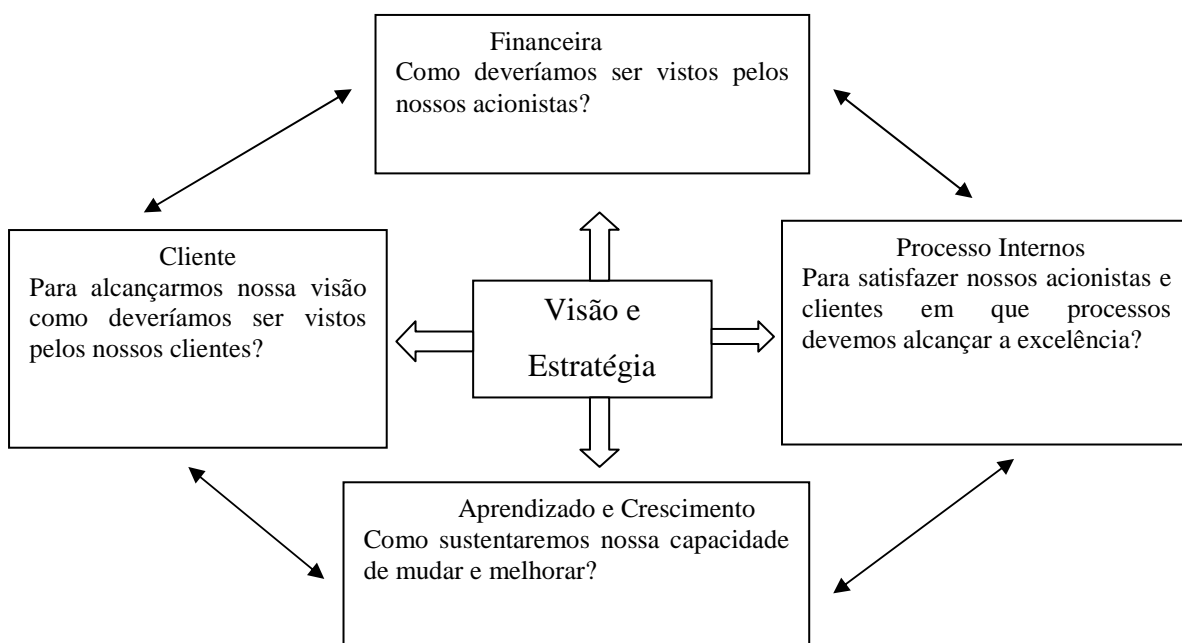 Financeira
Como deveríamos ser vistos pelos
nossos acionistas?
Cliente
Para alcançarmos nossa visão
como deveríamos ser vistos
pelos nossos clientes?
Visão e
Estratégia
Processo Internos
Para satisfazer nossos acionistas e
clientes em que processos
devemos alcançar a excelência?
Aprendizado e Crescimento
Como sustentaremos nossa capacidade
de mudar e melhorar?